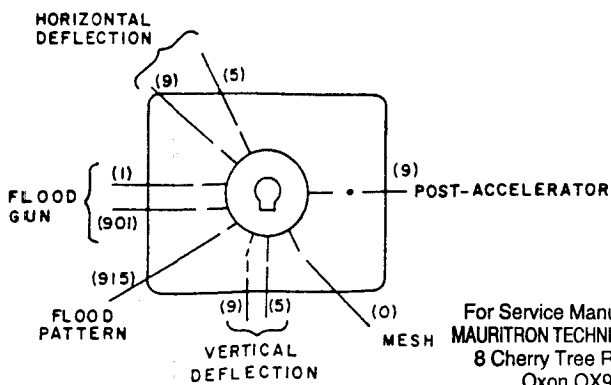 HORIZONTAL
DEFLECTION
(9)
(5)
(1)
FLOOD
GUN
(901)
(9)
POST-ACCELERATOR
(915)
FLOOD
PATTERN
(9)
(5)
VERTICAL
DEFLECTION
(0)
MESH
For Service Manu
MAURITRON TECHNI
8 Cherry Tree R
Oxon OX9